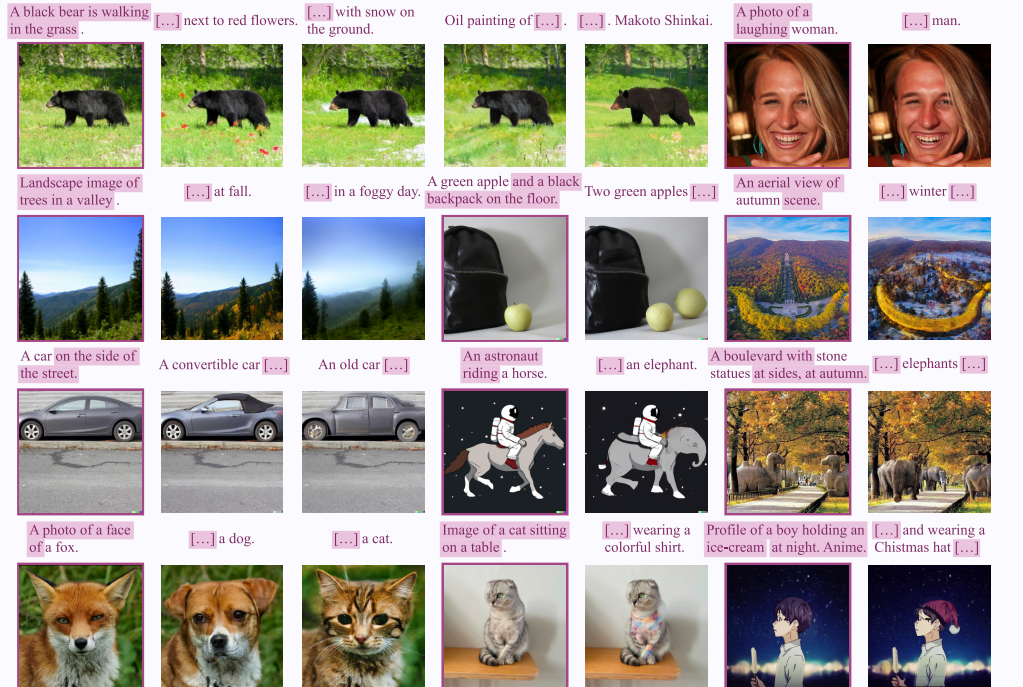 A black bear is walking
in the grass .
[…] next to red flowers.
[…] with snow on
the ground.
Oil painting of […] .
[…] . Makoto Shinkai.
A photo of a
laughing woman.
[…] man.
Landscape image of
trees in a valley .
[…] at fall.
[…] in a foggy day.
A green apple and a black
backpack on the floor.
Two green apples […]
An aerial view of
autumn scene.
[…] winter […]
A car on the side of
the street.
A convertible car […]
An old car […]
An astronaut
riding a horse.
[…] an elephant.
A boulevard with stone
statues at sides, at autumn.
[…] elephants […]
A photo of a face
of a fox.
[…] a dog.
[…] a cat.
Image of a cat sitting
on a table .
[…] wearing a
colorful shirt.
Profile of a boy holding an
ice-cream at night. Anime.
[…] and wearing a
Chistmas hat […]